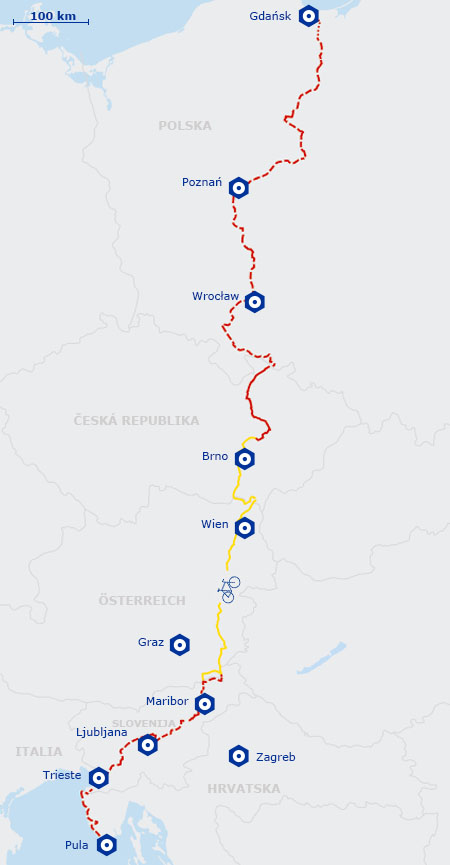 100 km
Gdańsk
POLSKA
Poznań
Wrocław
ČESKÁ REPUBLIKA
Brno
Wien
ÖSTERREICH
Graz
Maribor
SLOVENIJA
Ljubljana
ITALIA
Zagreb
Trieste
HRVATSKA
Pula